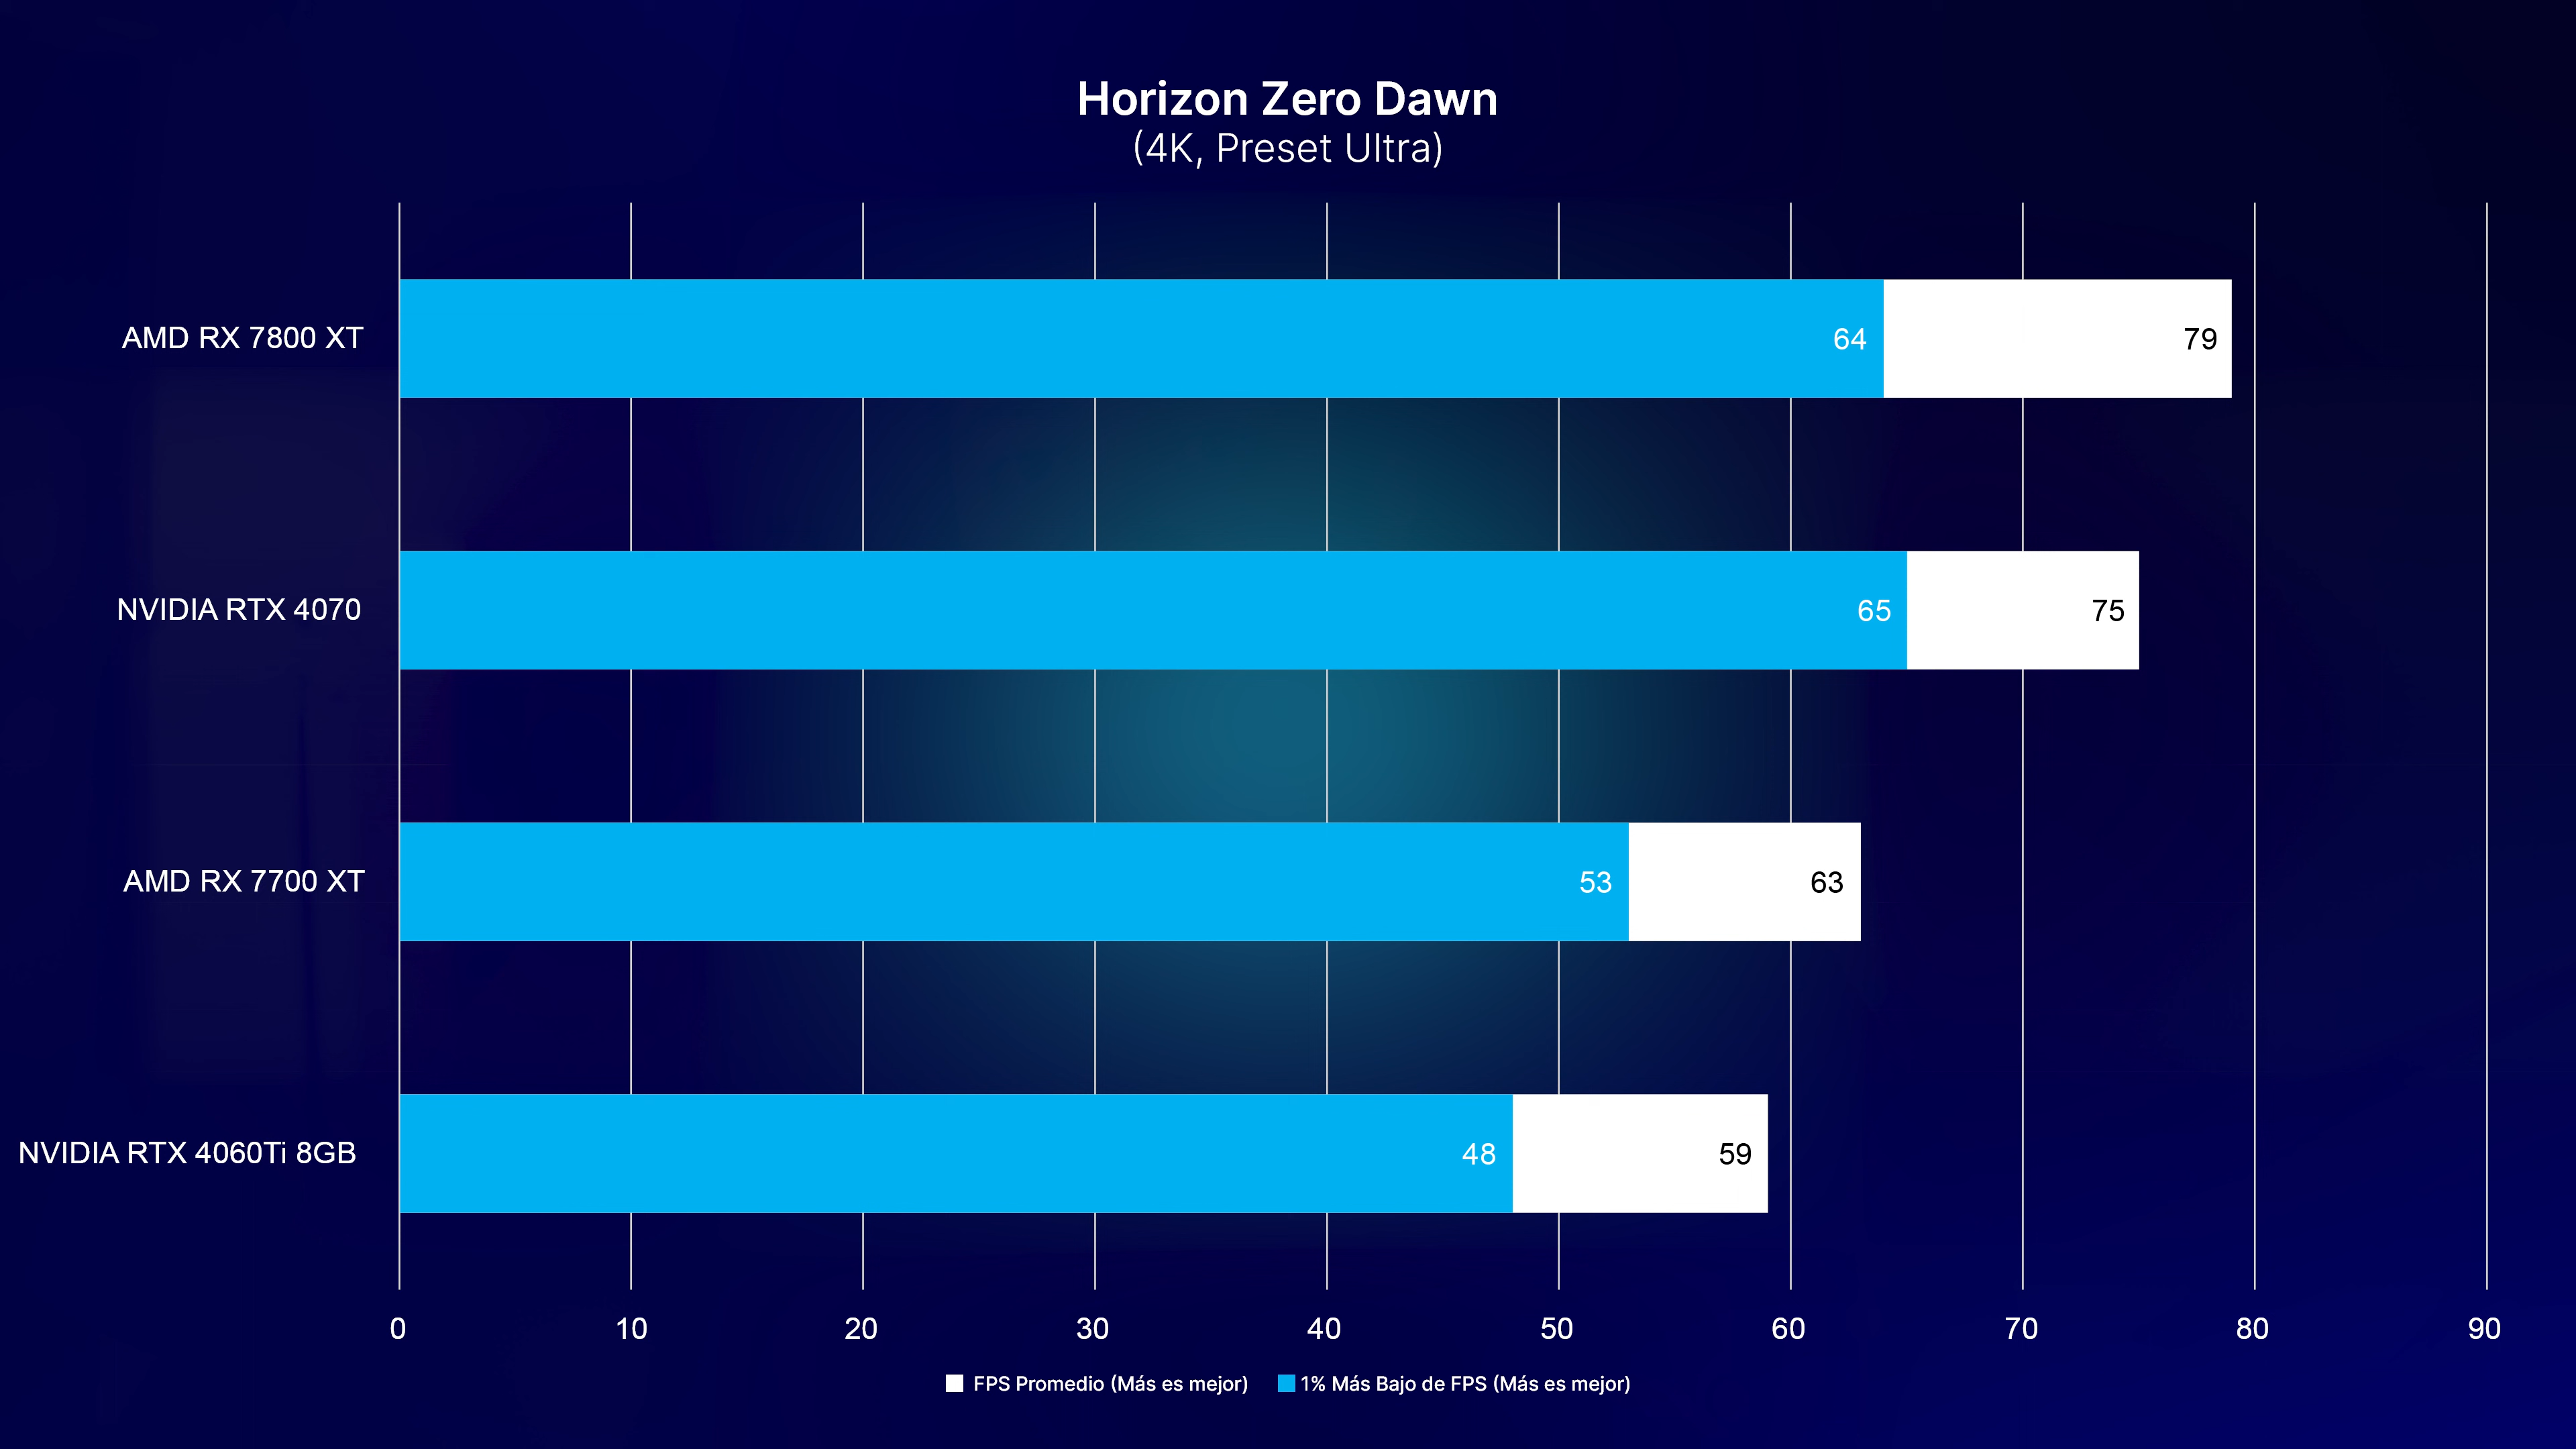 Horizon Zero Dawn
(4K, Preset Ultra)
AMD RX 7800 XT
64
79
NVIDIA RTX 4070
65
75
AMD RX 7700 XT
53
63
NVIDIA RTX 4060Ti 8GB
48
59
0 10 20 30 40 50 60 70 80 90
FPS Promedio (Más es mejor) 1% Más Bajo de FPS (Más es mejor)